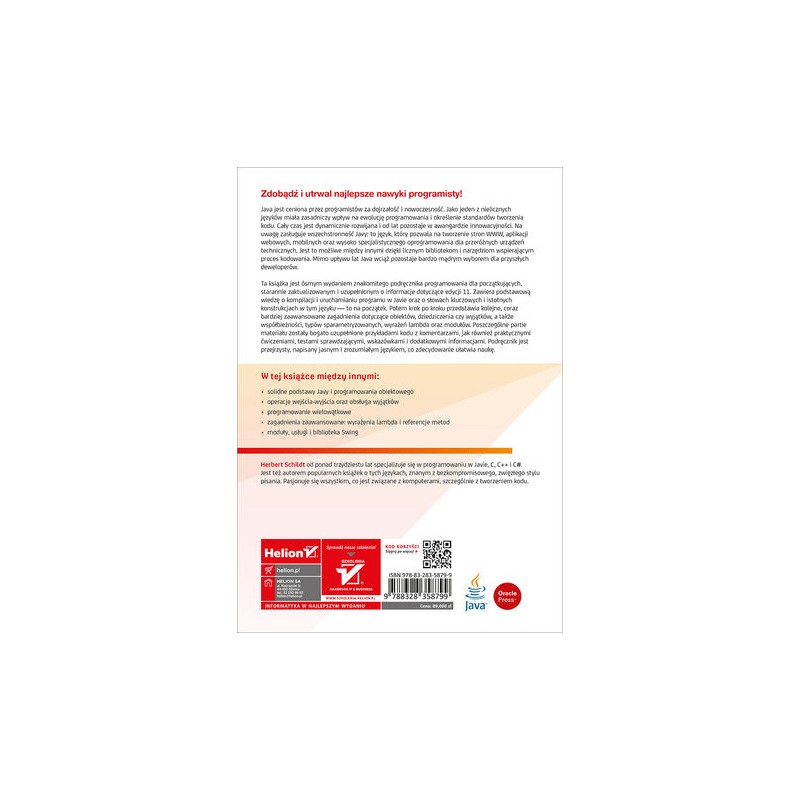 Zdobądź i utrwal najlepsze nawyki programisty!
Java jest ceniona przez programistów za dojrzałość i nowoczesność. Jako jeden z nielicznych
języków miała zasadniczy wpływ na ewolucję programowania i określenie standardów tworzenia
kodu. Cały czas jest dynamicznie rozwijana i od lat pozostaje w awangardzie innowacyjności. Na
uwagę zasługuje wszechstronność Javy: to język, który pozwala na tworzenie stron WWW, aplikacji
webowych, mobilnych oraz wysoko specjalistycznego oprogramowania dla przeróżnych urządzeń
technicznych. Jest to możliwe między innymi dzięki licznym bibliotekom i narzędziom wspierającym
proces kodowania. Mimo upływu lat Java wciąż pozostaje bardzo mądrym wyborem dla przyszłych
deweloperów.
Ta książka jest ósmym wydaniem znakomitego podręcznika programowania dla początkujących,
starannie zaktualizowanym i uzupełnionym o informacje dotyczące edycji 11. Zawiera podstawową
wiedzę o kompilacji i uruchamianiu programu w Javie oraz o słowach kluczowych i istotnych
konstrukcjach w tym języku — to na początek. Potem krok po kroku przedstawia kolejne, coraz
bardziej zaawansowane zagadnienia dotyczące obiektów, dziedziczenia czy wyjątków, a także
współbieżności, typów sparametryzowanych, wyrażeń lambda oraz modułów. Poszczególne partie
materiału zostały bogato uzupełnione przykładami kodu z komentarzami, jak również praktycznymi
ćwiczeniami, testami sprawdzającymi, wskazówkami i dodatkowymi informacjami. Podręcznik jest
przejrzysty, napisany jasnym i zrozumiałym językiem, co zdecydowanie ułatwia naukę.
W tej książce między innymi:
• solidne podstawy Javy i programowania obiektowego
• operacje wejścia-wyjścia oraz obsługa wyjątków
• programowanie wielowątkowe
• zagadnienia zaawansowane: wyrażenia lambda i referencje metod
• moduły, usługi i biblioteka Swing
Herbert Schildt od ponad trzydziestu lat specjalizuje się w programowaniu w Javie, C, C++ i C#.
Jest też autorem popularnych książek o tych językach, znanym z bezkompromisowego, zwięzłego stylu
pisania. Pasjonuje się wszystkim, co jest związane z komputerami, szczególnie z tworzeniem kodu.
Helion
helion.pl
HELION SA
INFORMATYKA W NAJLEPSZYM WYDANIU
Sprawdź nasze szkolenia!
SZKOLENIA
AKADEMIA IT & BUSINESS
WWW.SZKOLENIA.HELION.PL
KOD KORZYŚCI
Sięgnij po więcej!
ISBN 978-83-283-5879-9
9 788328 358799
Cena: 89,000 zł
Java
Oracle
Press